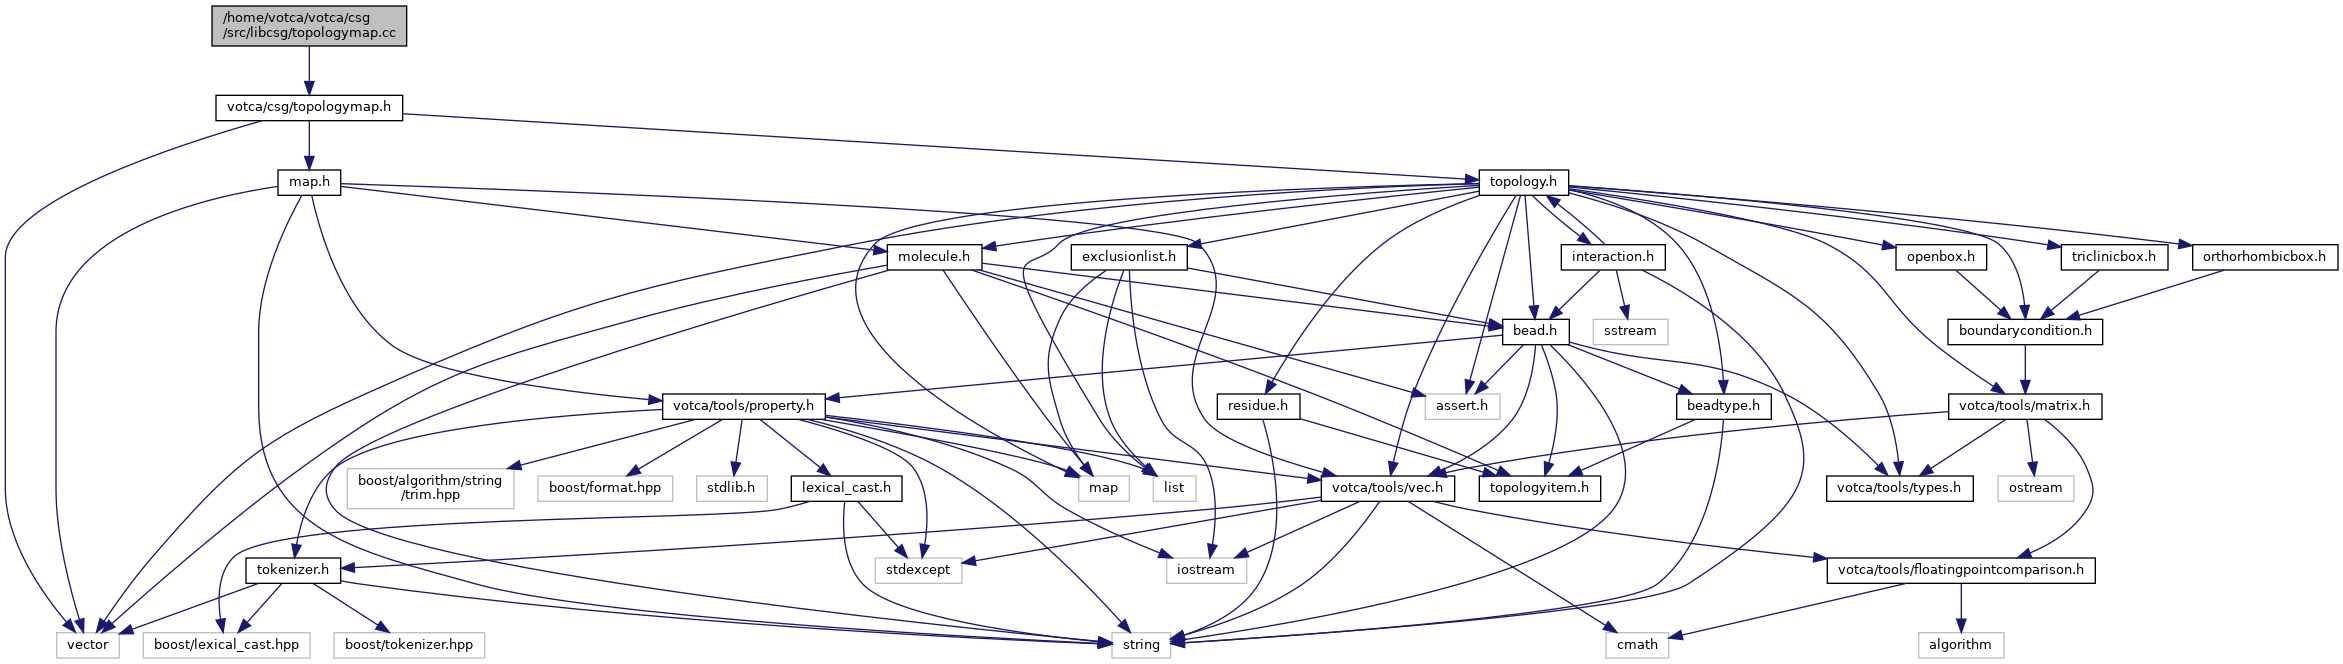 /home/votca/votca/csg
/src/libcsg/topologymap.cc
votca/csg/topologymap.h
map.h
topology.h
molecule.h
exclusionlist.h
interaction.h
openbox.h
triclinicbox.h
orthorhombicbox.h
bead.h
sstream
boundarycondition.h
votca/tools/property.h
residue.h
assert.h
beadtype.h
votca/tools/matrix.h
boost/algorithm/string
/trim.hpp
boost/format.hpp
stdlib.h
lexical_cast.h
map
list
votca/tools/vec.h
topologyitem.h
votca/tools/types.h
ostream
tokenizer.h
stdexcept
iostream
votca/tools/floatingpointcomparison.h
vector
boost/lexical_cast.hpp
boost/tokenizer.hpp
string
cmath
algorithm